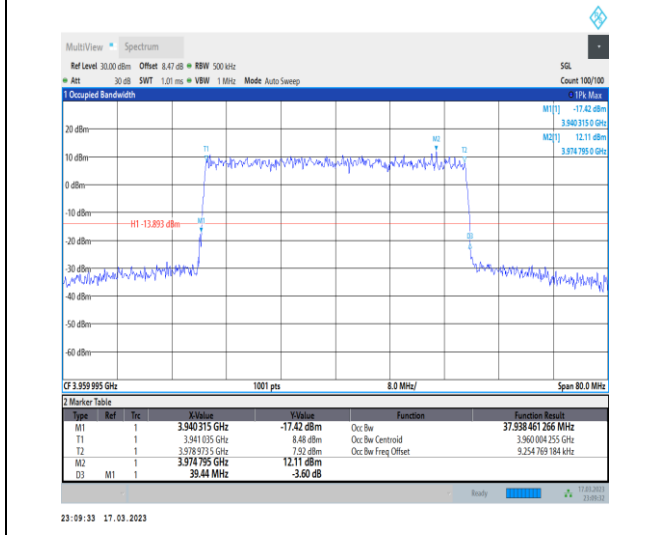 MultiView Spectrum
Ref Level 30.00 dBm Offset 8.47 dB RBW 500 kHz SGL
Att 30 dB SWT 1.01 ms VBW 1 MHz Mode Auto Sweep Count 100/100
1 Occupied Bandwidth 1Pk Max
M1[1] -17.42 dBm
3.940 315 0 GHz
M2[1] 12.11 dBm
3.974 795 0 GHz
20 dBm
M2
T1 T2
10 dBm
0 dBm
-10 dBm
H1 -13.893 dBm M1
-20 dBm
D3
-30 dBm
-40 dBm
-50 dBm
-60 dBm
CF 3.959 995 GHz 1001 pts 8.0 MHz/ Span 80.0 MHz
2 Marker Table
Type Ref Trc X-Value Y-Value Function Function Result
M1 1 3.940 315 GHz -17.42 dBm Occ Bw 37.938 461 266 MHz
T1 1 3.941 035 GHz 8.48 dBm Occ Bw Centroid 3.960 004 255 GHz
T2 1 3.978 973 5 GHz 7.92 dBm Occ Bw Freq Offset 9.254 769 184 kHz
M2 1 3.974 795 GHz 12.11 dBm
D3 M1 1 39.44 MHz -3.60 dB
Ready 17.03.2023
23:09:32
23:09:33 17.03.2023